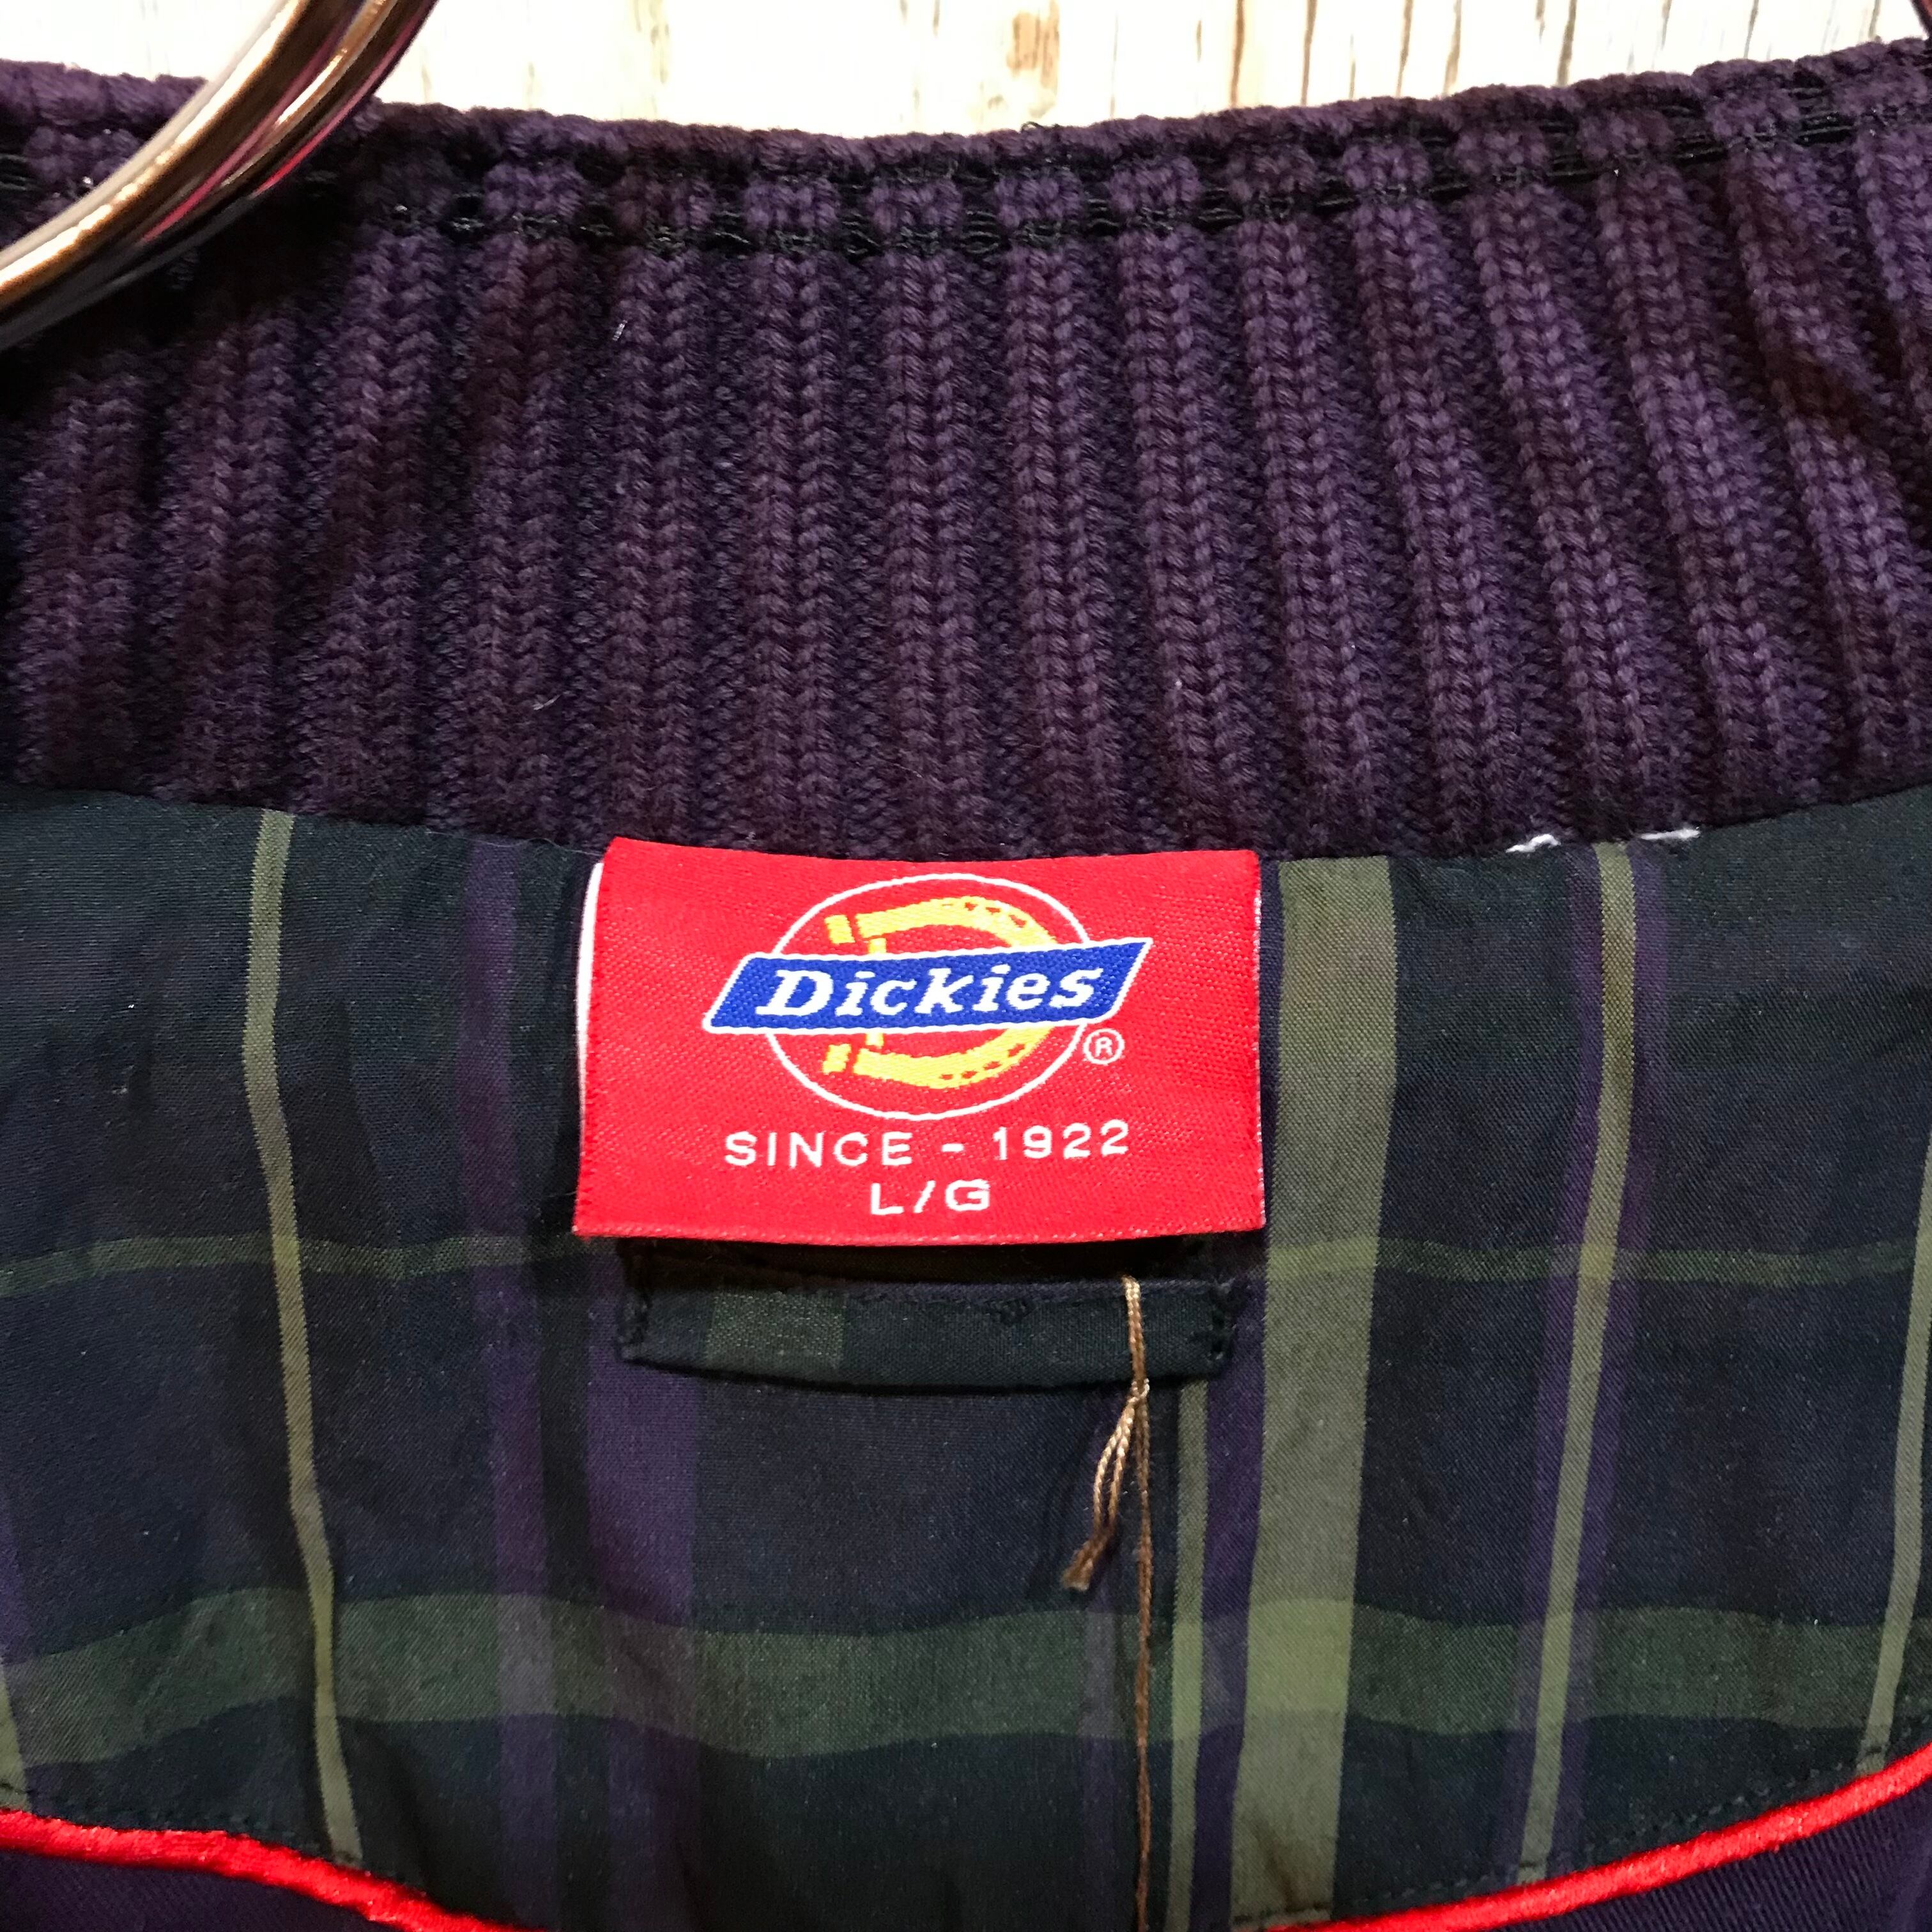 Dickies
®
SINCE - 1922
L/G